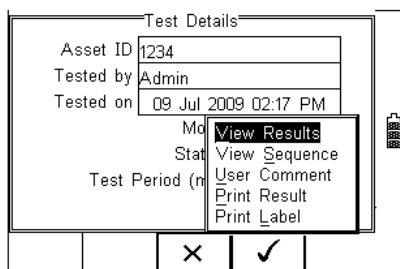 Test Details
Asset ID 1234
Tested by Admin
Tested on 09 Jul 2009 02:17 PM
Mo
View Results
Stat
View Sequence
User Comment
Test Period (m
Print Result
Print Label